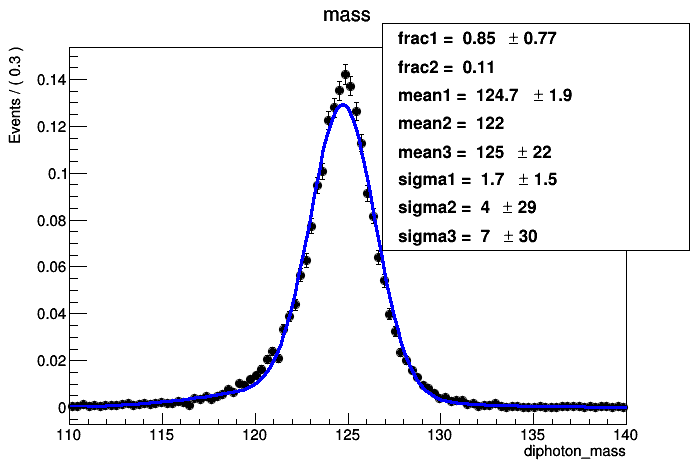 mass
frac1 = 0.85 ± 0.77
frac2 = 0.11
mean1 = 124.7 ± 1.9
mean2 = 122
mean3 = 125 ± 22
sigma1 = 1.7 ± 1.5
sigma2 = 4 ± 29
sigma3 = 7 ± 30
Events / ( 0.3 )
0.14
0.12
0.1
0.08
0.06
0.04
0.02
0
110 115 120 125 130 135 140
diphoton_mass